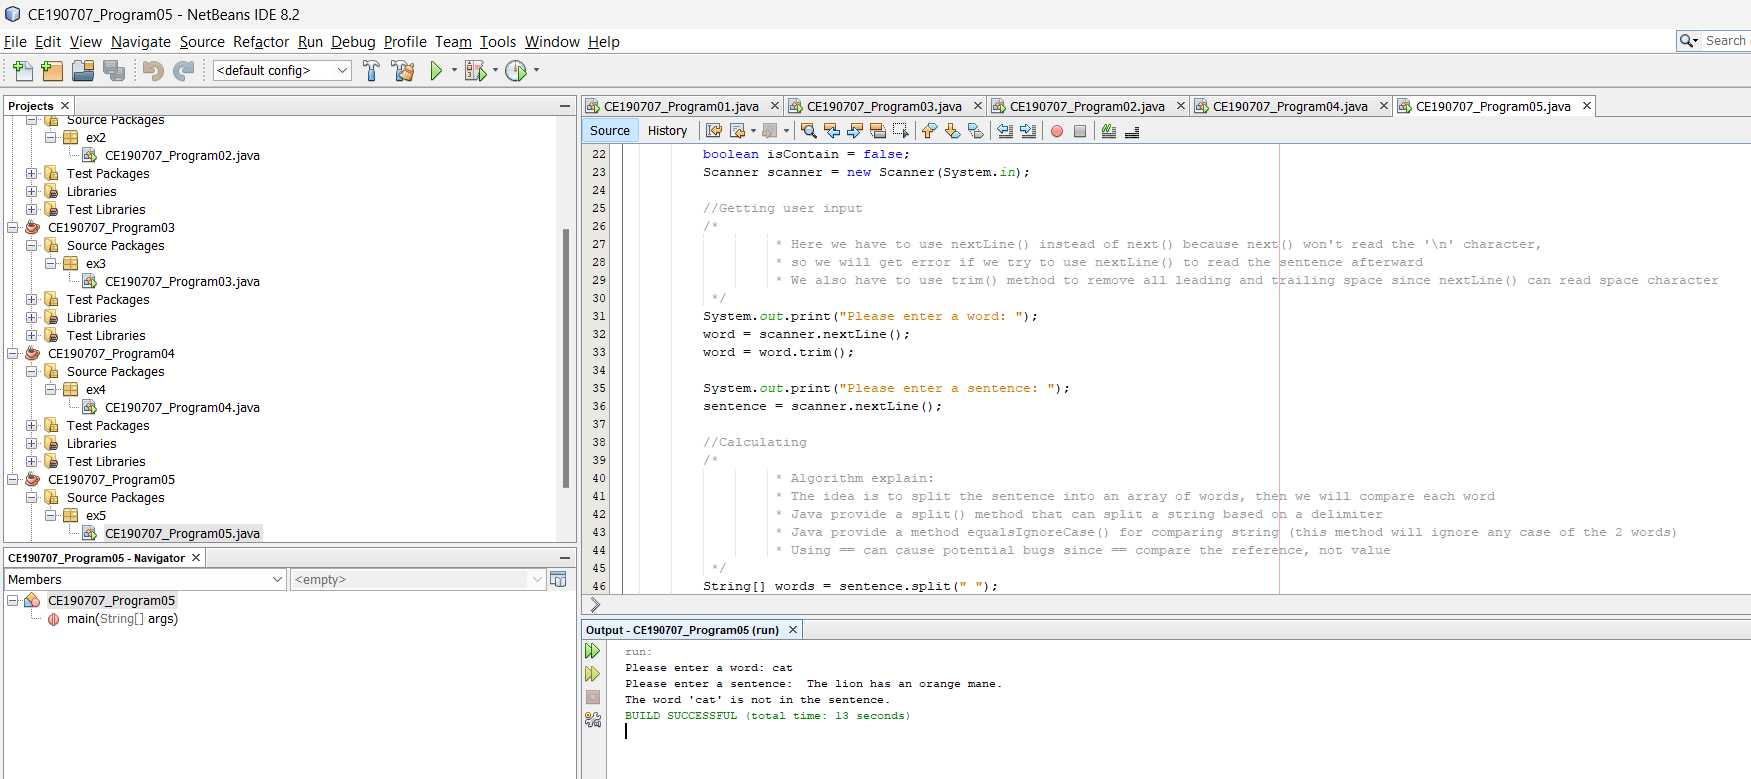 CE190707_Program05 - NetBeans IDE 8.2
File Edit View Navigate Source Refactor Run Debug Profile Team Tools Window Help
Search
<default config>
Projects
Source Packages
ex2
CE190707_Program02.java
Test Packages
Libraries
Test Libraries
CE190707_Program03
Source Packages
ex3
CE190707_Program03.java
Test Packages
Libraries
Test Libraries
CE190707_Program04
Source Packages
ex4
CE190707_Program04.java
Test Packages
Libraries
Test Libraries
CE190707_Program05
Source Packages
ex5
CE190707_Program05.java
CE190707_Program05 - Navigator
Members
<empty>
CE190707_Program05
main(String[] args)
CE190707_Program01.java CE190707_Program03.java CE190707_Program02.java CE190707_Program04.java CE190707_Program05.java
Source History
22 boolean isContain = false;
23 Scanner scanner = new Scanner(System.in);
24
25 //Getting user input
26 /*
27 * Here we have to use nextLine() instead of next() because next() won't read the '\n' character,
28 * so we will get error if we try to use nextLine() to read the sentence afterward
29 * We also have to use trim() method to remove all leading and trailing space since nextLine() can read space character
30 */
31 System.out.print("Please enter a word: ");
32 word = scanner.nextLine();
33 word = word.trim();
34
35 System.out.print("Please enter a sentence: ");
36 sentence = scanner.nextLine();
37
38 //Calculating
39 /*
40 * Algorithm explain:
41 * The idea is to split the sentence into an array of words, then we will compare each word
42 * Java provide a split() method that can split a string based on a delimiter
43 * Java provide a method equalsIgnoreCase() for comparing string (this method will ignore any case of the 2 words)
44 * Using == can cause potential bugs since == compare the reference, not value
45 */
46 String[] words = sentence.split(" ");
Output - CE190707_Program05 (run)
run:
Please enter a word: cat
Please enter a sentence:  The lion has an orange mane.
The word 'cat' is not in the sentence.
BUILD SUCCESSFUL (total time: 13 seconds)